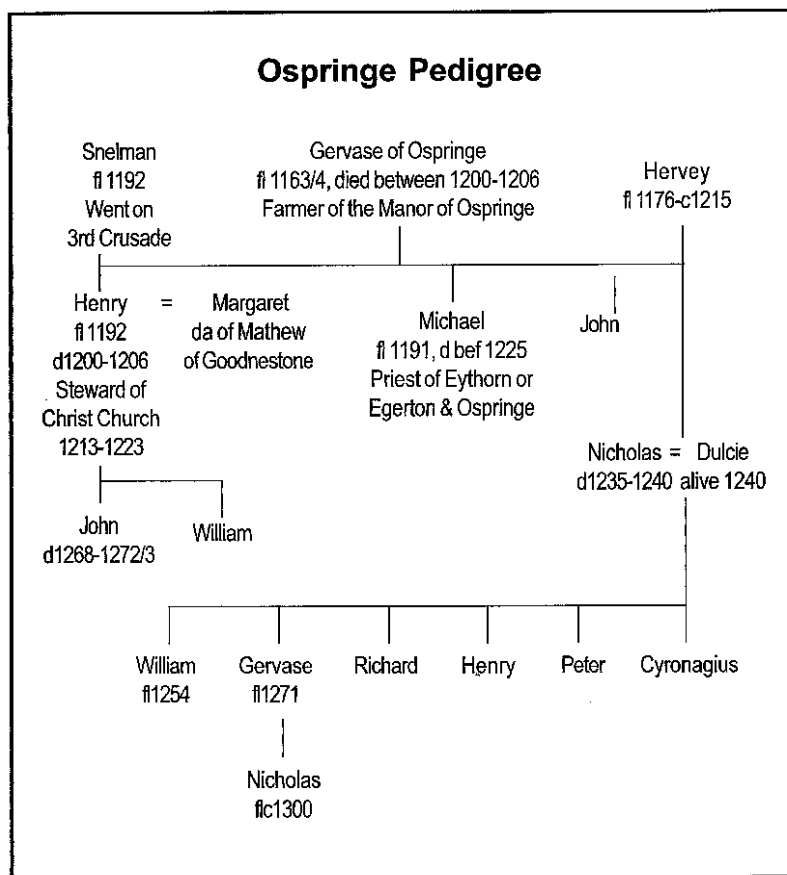 Ospringe Pedigree
Snelman
fl 1192
Went on
3rd Crusade
Gervase of Ospringe
fl 1163/4, died between 1200-1206
Farmer of the Manor of Ospringe
Hervey
fl 1176-c1215
Henry = Margaret
fl 1192 da of Mathew
d1200-1206 of Goodnestone
Steward of
Christ Church
1213-1223
Michael
fl 1191, d bef 1225
Priest of Eythorn or
Egerton & Ospringe
John
Nicholas = Dulcie
d1235-1240 alive 1240
John
d1268-1272/3
William
William
fl1254
Gervase
fl1271
Richard
Henry
Peter
Cyronagius
Nicholas
flc1300